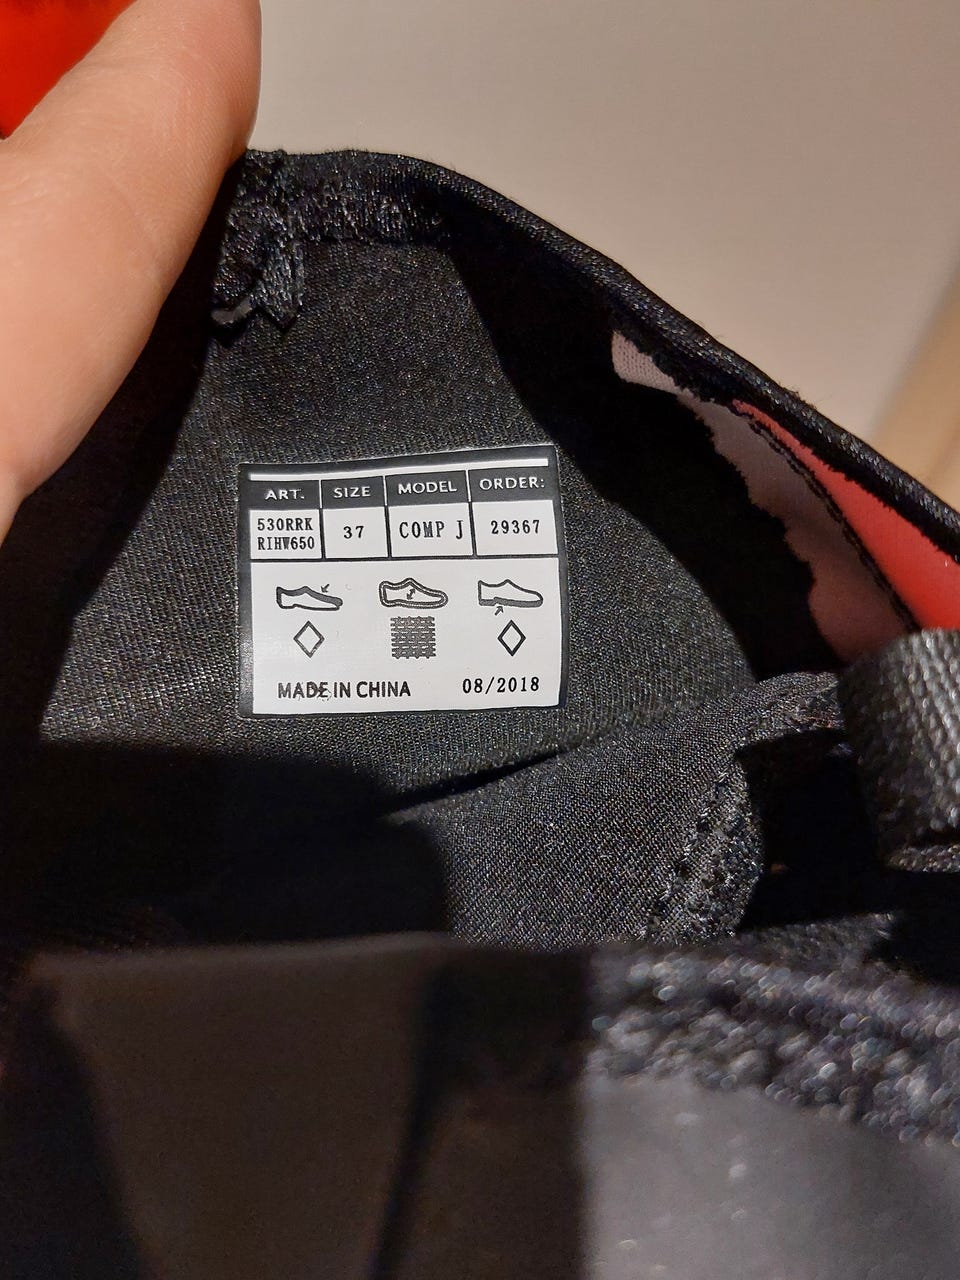 ART. SIZE MODEL ORDER:
530RRK 37 COMP J 29367
RIHW650
MADE IN CHINA 08/2018